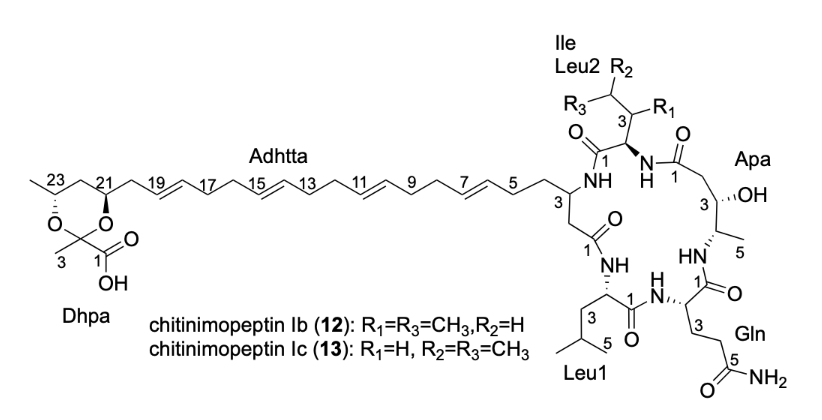 Ile
Leu2 R₂
R₃ R₁
3
O O
1 N H 1
Adhtta Apa
23 21 19 17 15 13 11 9 7 5 3 NH 3 OH
O O O 5
3 1 O 1 HN
OH NH H N 1 O
Dhpa 3 1 3
O Gln
5 5
Leu1 O NH₂
chitinimopeptin Ib (12): R₁=R₃=CH₃,R₂=H
chitinimopeptin Ic (13): R₁=H, R₂=R₃=CH₃